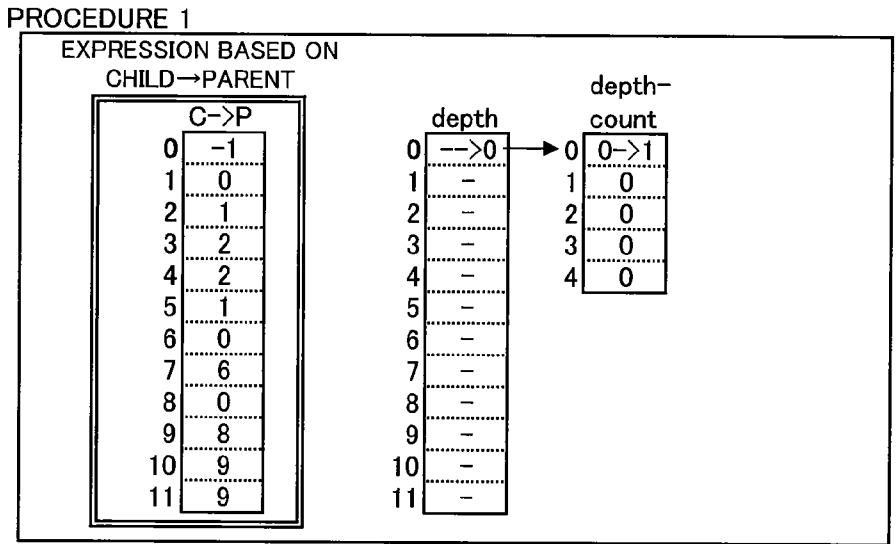 PROCEDURE 1
EXPRESSION BASED ON
CHILD→PARENT
depth-
C->P depth count
0 -1 0 -->0 0 0->1
1 0 1 - 1 0
2 1 2 - 2 0
3 2 3 - 3 0
4 2 4 - 4 0
5 1 5 -
6 0 6 -
7 6 7 -
8 0 8 -
9 8 9 -
10 9 10 -
11 9 11 -